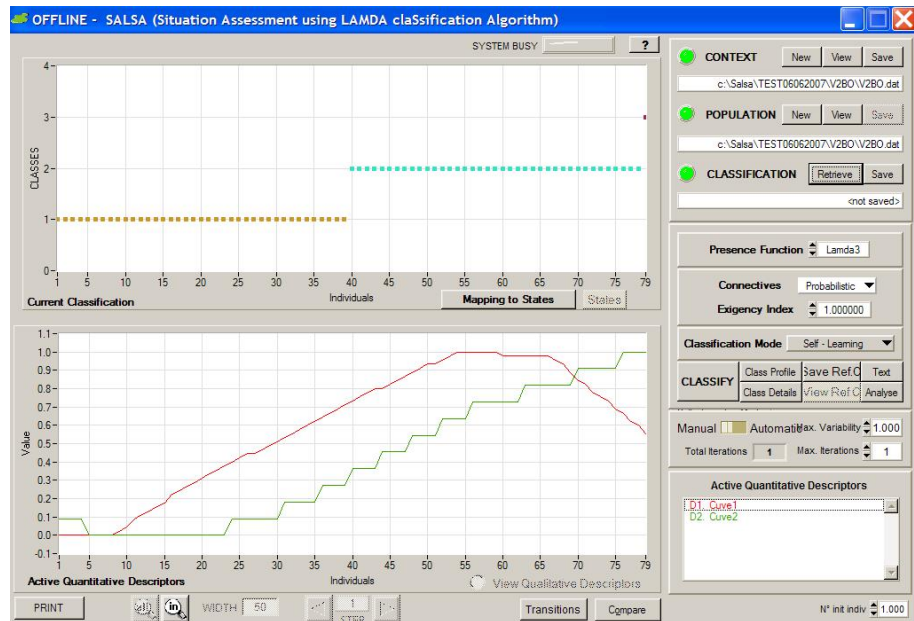 OFFLINE - SALSA (Situation Assessment using LAMDA claSsification Algorithm)
SYSTEM BUSY ?
4
3
2
1
0
CLASSES
1 5 10 15 20 25 30 35 40 45 50 55 60 65 70 75 79
Current Classification Individuals Mapping to States States
1.1
1.0
0.9
0.8
0.7
0.6
0.5
0.4
0.3
0.2
0.1
0.0
-0.1
Value
1 5 10 15 20 25 30 35 40 45 50 55 60 65 70 75 79
Active Quantitative Descriptors Individuals View Qualitative Descriptors
PRINT all in WIDTH 50 1 STEP Transitions Compare
CONTEXT New View Save
c:\Salsa\TEST06062007\V2BO\V2BO.dat
POPULATION New View Save
c:\Salsa\TEST06062007\V2BO\V2BO.dat
CLASSIFICATION Retrieve Save
<not saved>
Presence Function Lamda3
Connectives Probabilistic
Exigency Index 1.000000
Classification Mode Self - Learning
CLASSIFY Class Profile Save Ref.C Text
Class Details View Ref C Analyse
Manual Automati Max. Variability 1.000
Total Iterations 1 Max. Iterations 1
Active Quantitative Descriptors
D1. Cuve1
D2. Cuve2
N° init indiv 1.000